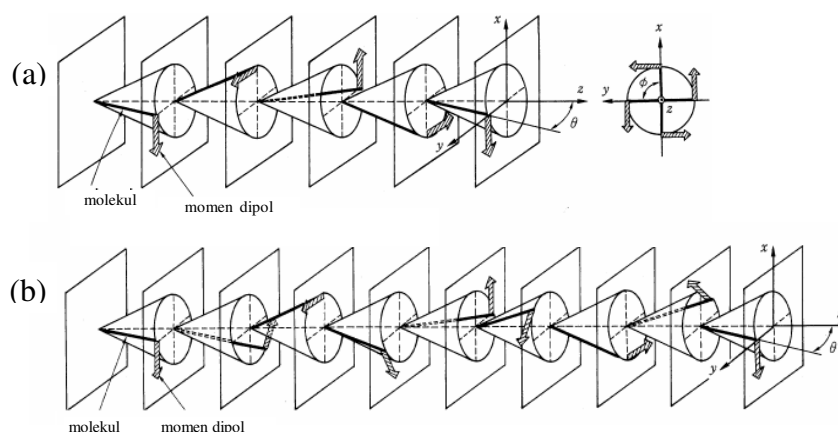 (a)
x
z
θ
y
molekul
momen dipol
x
y
ϕ
z
(b)
x
θ
y
molekul
momen dipol